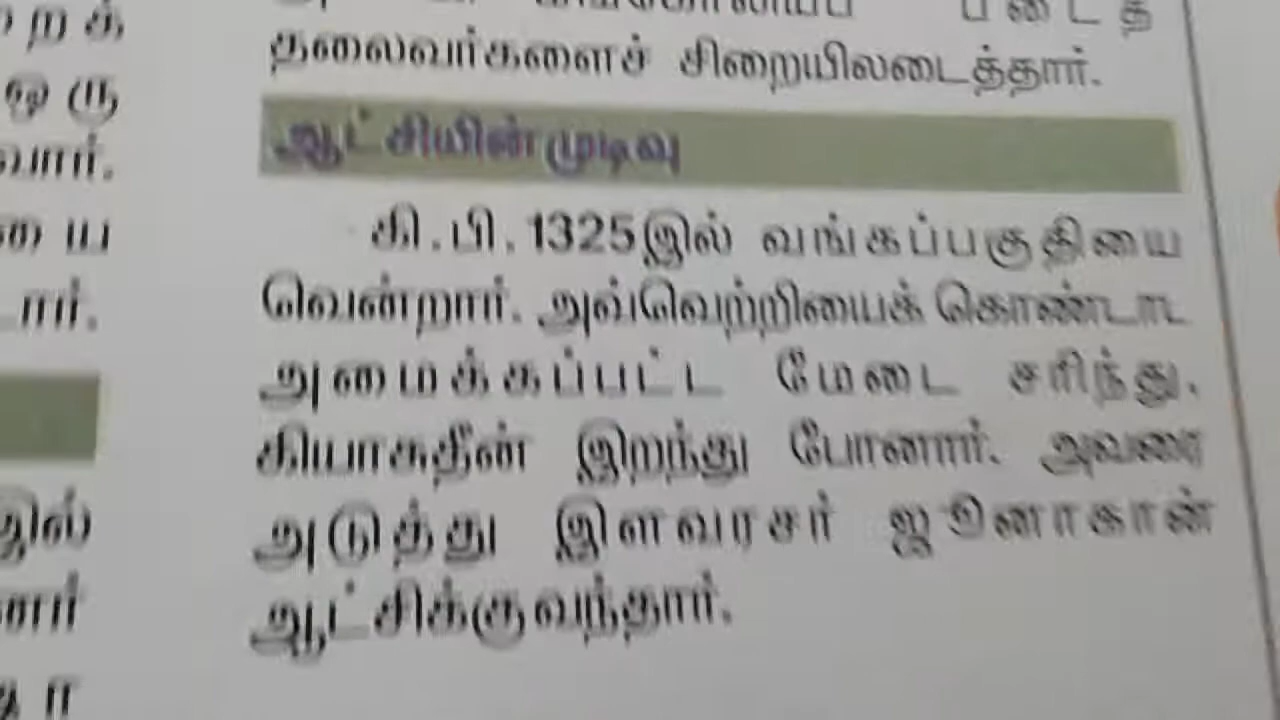 தலைவர்களைச் சிறையிலடைத்தார்.
ஆட்சியின்முடிவு
கி.பி. 1325இல் வங்கப்பகுதியை
வென்றார். அவ்வெற்றியைக் கொண்டாட
அமைக்கப்பட்ட மேடை சரிந்து,
கியாசுதீன் இறந்து போனார். அவரை
அடுத்து இளவரசர் ஜூனாகான்
ஆட்சிக்குவந்தார்.